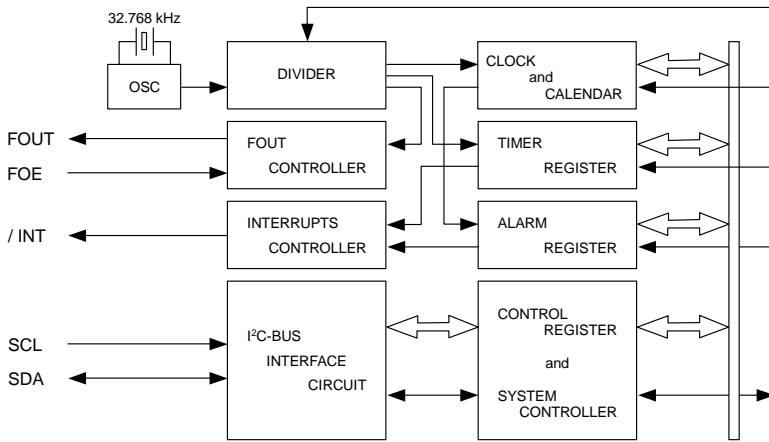 32.768 kHz
OSC
DIVIDER
CLOCK
and
CALENDAR
FOUT
FOE
FOUT
CONTROLLER
TIMER
REGISTER
/ INT
INTERRUPTS
CONTROLLER
ALARM
REGISTER
SCL
SDA
I²C-BUS
INTERFACE
CIRCUIT
CONTROL
REGISTER
and
SYSTEM
CONTROLLER